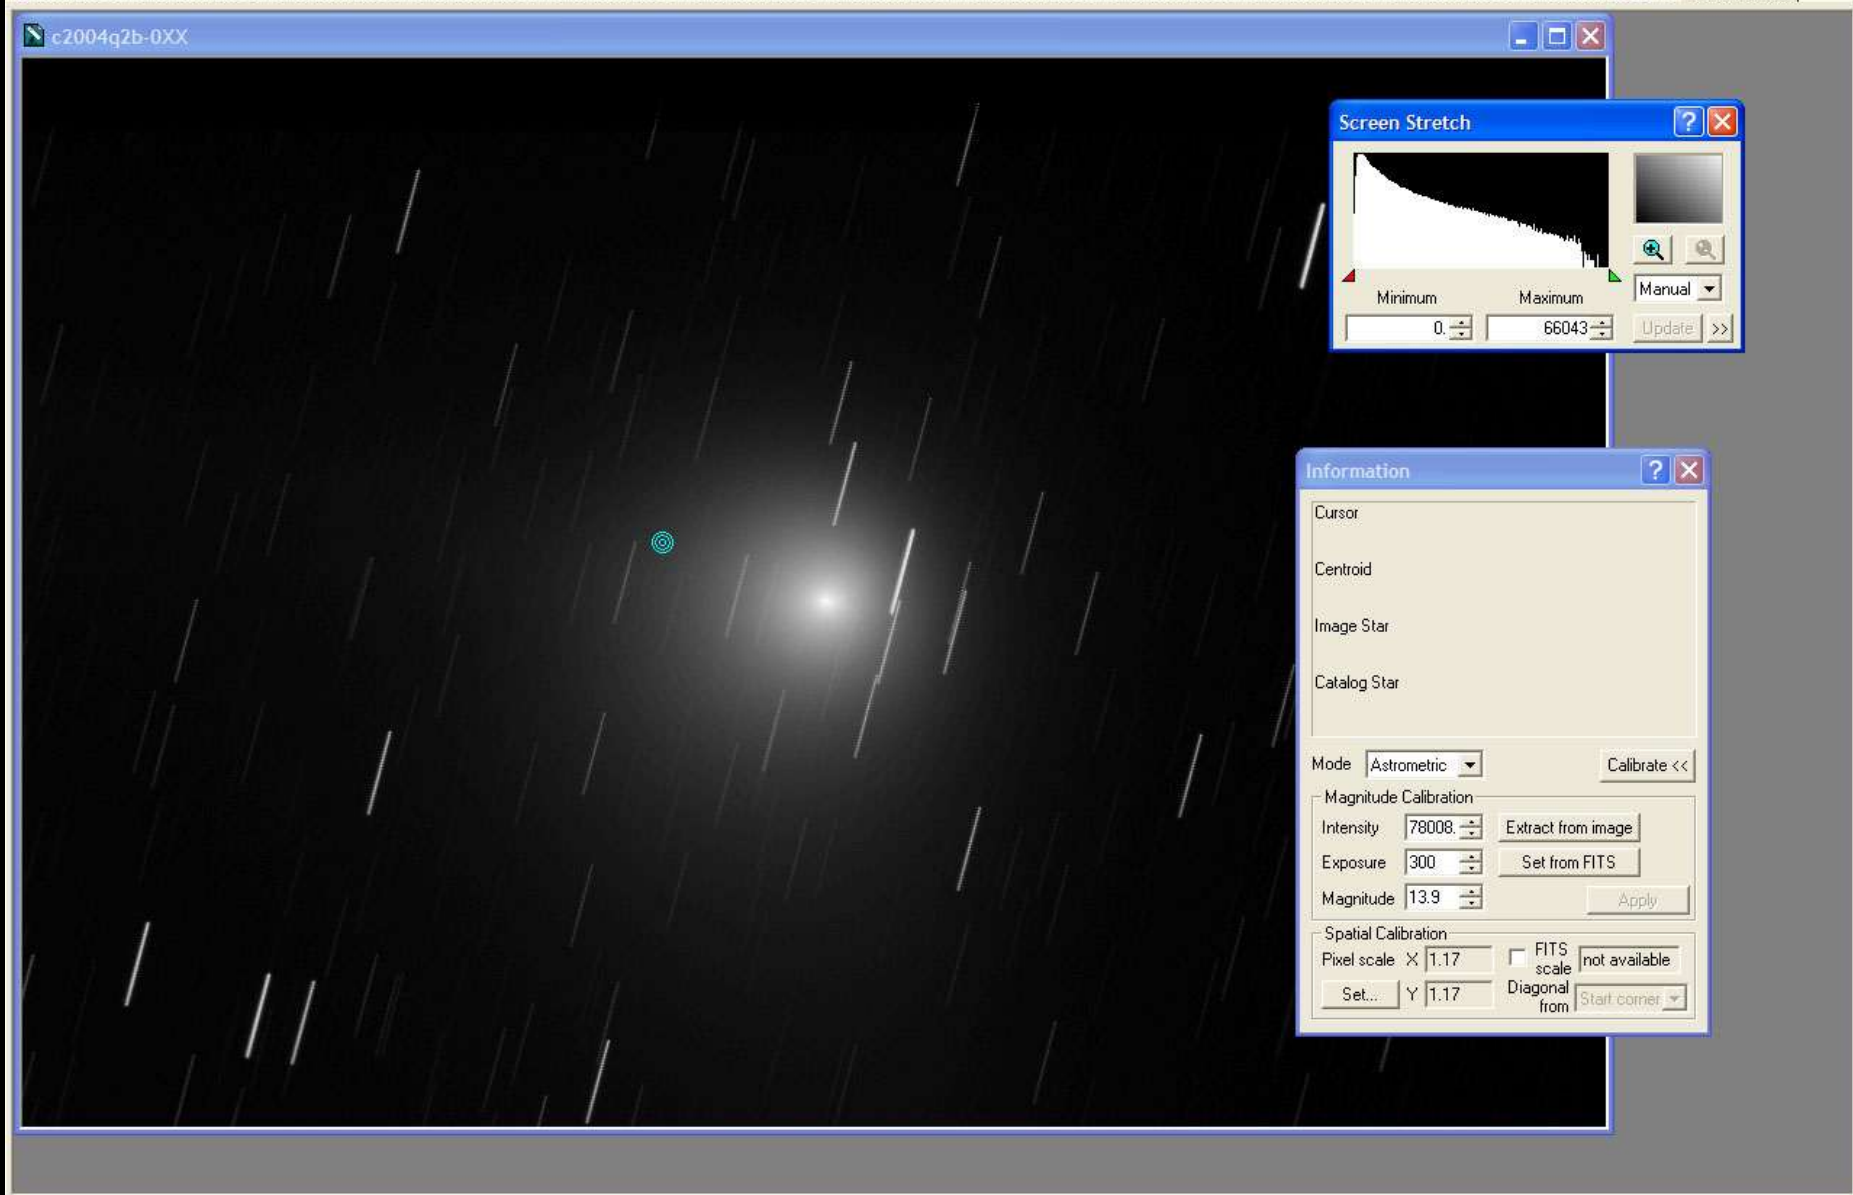 c2004q2b-0XX
Screen Stretch
Minimum Maximum
0. 66043
Manual
Update >>
Information
Cursor
Centroid
Image Star
Catalog Star
Mode Astrometric Calibrate <<
Magnitude Calibration
Intensity 78008. Extract from image
Exposure 300 Set from FITS
Magnitude 13.9 Apply
Spatial Calibration
Pixel scale X 1.17 FITS scale not available
Set... Y 1.17 Diagonal from Start corner